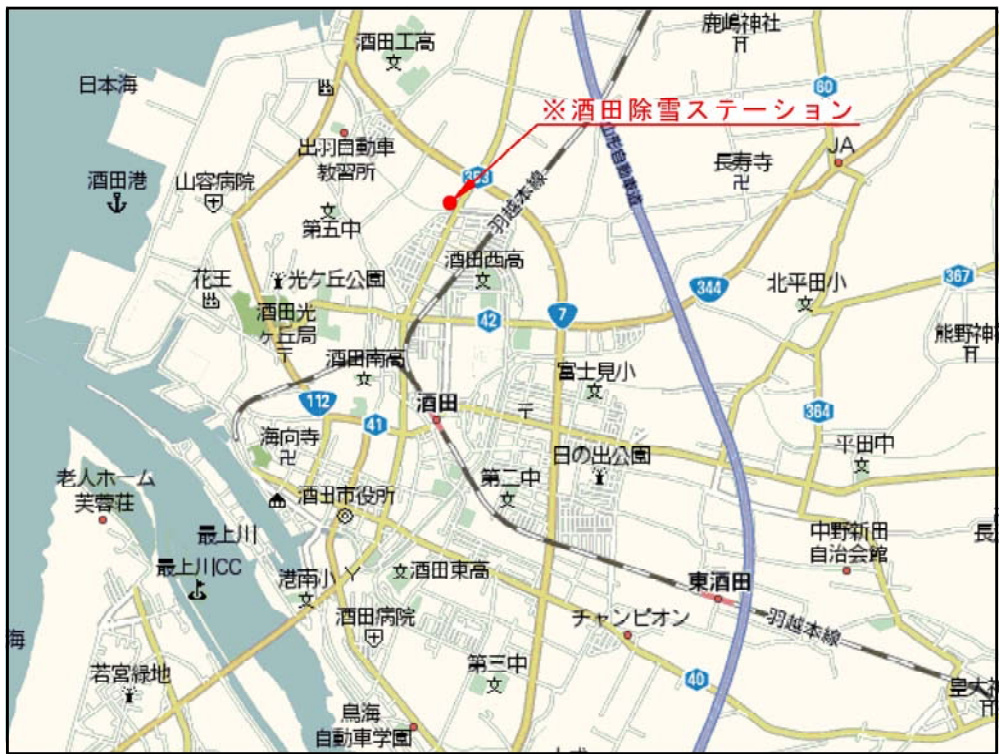 鹿嶋神社
酒田工高
日本海
60
※酒田除雪ステーション
山形自動車道
出羽自動車
教習所
JA
長寿寺
酒田港
山容病院
353
羽越本線
第五中
酒田西高
花王
光ケ丘公園
367
344
北平田小
酒田光
ケ丘局
42
7
熊野神
酒田南高
富士見小
112
酒田
364
41
海向寺
平田中
日の出公園
老人ホーム
芙蓉荘
第二中
酒田市役所
中野新田
自治会館
長
最上川
最上川CC
港南小
酒田東高
東酒田
酒田病院
チャンピオン
羽越本線
海
若宮緑地
第三中
40
皇大神
鳥海
自動車学園